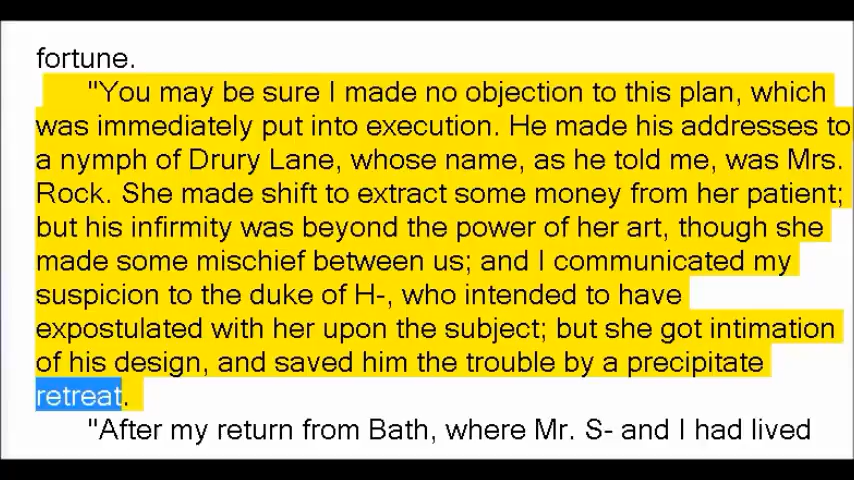 fortune.
"You may be sure I made no objection to this plan, which
was immediately put into execution. He made his addresses to
a nymph of Drury Lane, whose name, as he told me, was Mrs.
Rock. She made shift to extract some money from her patient;
but his infirmity was beyond the power of her art, though she
made some mischief between us; and I communicated my
suspicion to the duke of H-, who intended to have
expostulated with her upon the subject; but she got intimation
of his design, and saved him the trouble by a precipitate
retreat.
"After my return from Bath, where Mr. S- and I had lived